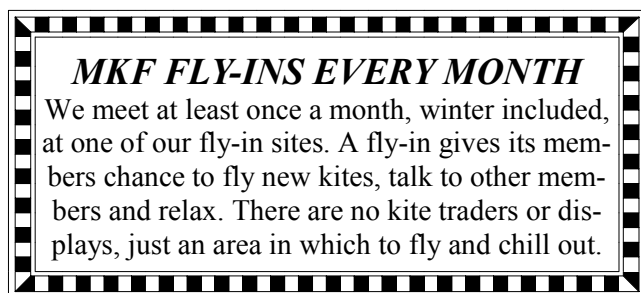 MKF FLY-INS EVERY MONTH
We meet at least once a month, winter included,
at one of our fly-in sites. A fly-in gives its mem-
bers chance to fly new kites, talk to other mem-
bers and relax. There are no kite traders or dis-
plays, just an area in which to fly and chill out.